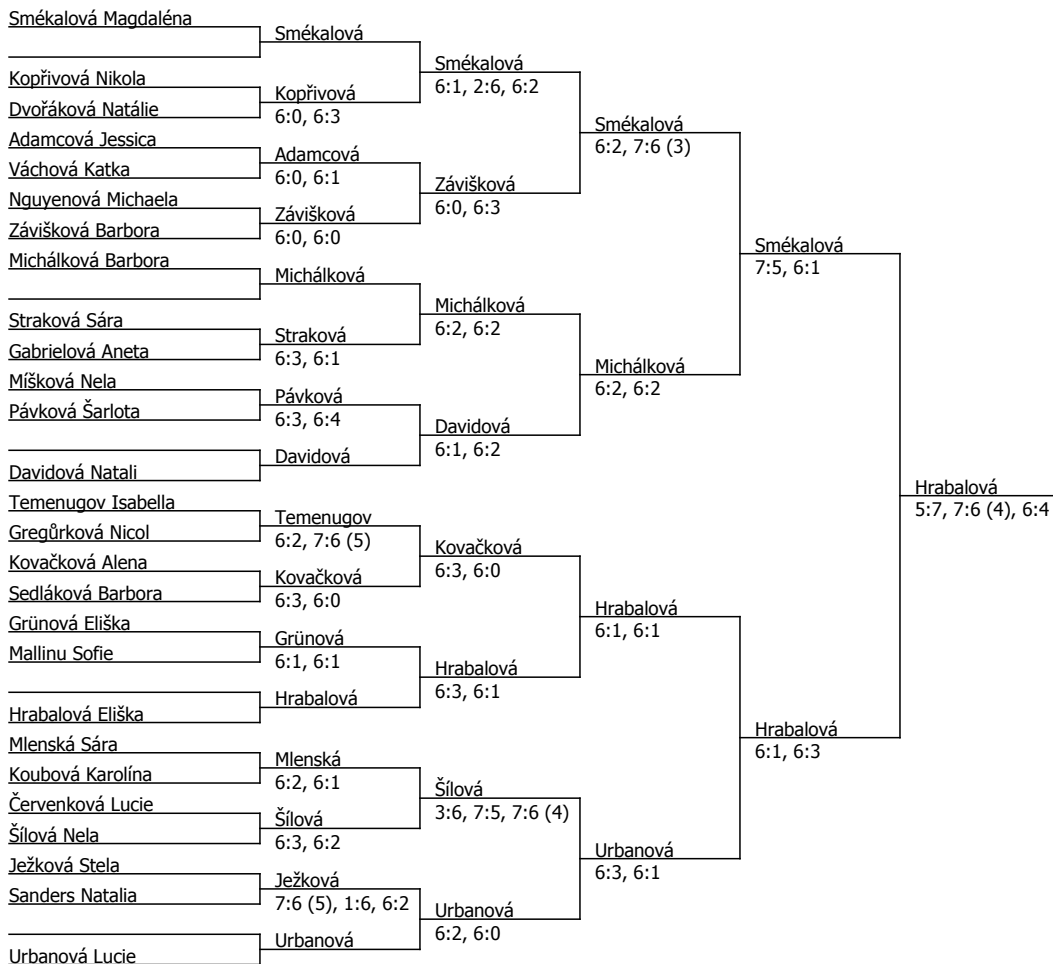 Smékalová Magdaléna
Kopřivová Nikola
Dvořáková Natálie
Adamcová Jessica
Váchová Katka
Nguyenová Michaela
Závišková Barbora
Michálková Barbora
Straková Sára
Gabrielová Aneta
Míšková Nela
Pávková Šarlota
Davidová Natali
Temenugov Isabella
Gregůrková Nicol
Kovačková Alena
Sedláková Barbora
Grünová Eliška
Mallinu Sofie
Hrabalová Eliška
Mlenská Sára
Koubová Karolína
Červenková Lucie
Šílová Nela
Ježková Stela
Sanders Natalia
Urbanová Lucie
Smékalová
Kopřivová
6:0, 6:3
Adamcová
6:0, 6:1
Závišková
6:0, 6:0
Michálková
Straková
6:3, 6:1
Pávková
6:3, 6:4
Davidová
Temenugov
6:2, 7:6 (5)
Kovačková
6:3, 6:0
Grünová
6:1, 6:1
Hrabalová
Mlenská
6:2, 6:1
Šílová
6:3, 6:2
Ježková
7:6 (5), 1:6, 6:2
Urbanová
Smékalová
6:1, 2:6, 6:2
Závišková
6:0, 6:3
Michálková
6:2, 6:2
Davidová
6:1, 6:2
Kovačková
6:3, 6:0
Hrabalová
6:3, 6:1
Šílová
3:6, 7:5, 7:6 (4)
Urbanová
6:2, 6:0
Smékalová
6:2, 7:6 (3)
Michálková
6:2, 6:2
Hrabalová
6:1, 6:1
Urbanová
6:3, 6:1
Smékalová
7:5, 6:1
Hrabalová
6:1, 6:3
Hrabalová
5:7, 7:6 (4), 6:4